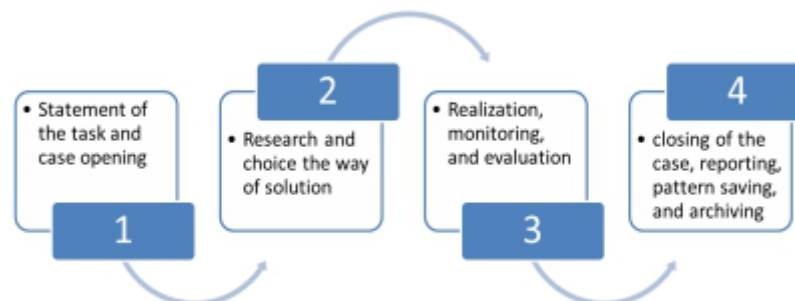 • Statement of
the task and
case opening
1
2
• Research and
choice the way
of solution
• Realization,
monitoring,
and evaluation
3
4
• closing of the
case, reporting,
pattern saving,
and archiving